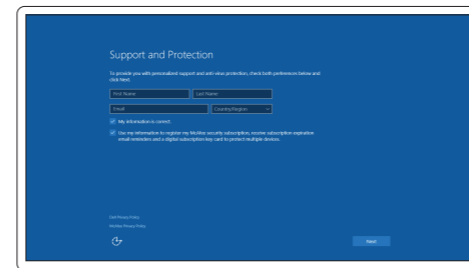 Support and Protection
To provide you with personalized support and anti-virus protection, check both preferences below and
click Next.
First Name
Last Name
Email
Country/Region
My information is correct.
Use my information to register my McAfee security subscription, receive subscription expiration
email reminders and a digital subscription key card to protect multiple devices.
Dell Privacy Policy
McAfee Privacy Policy
Next